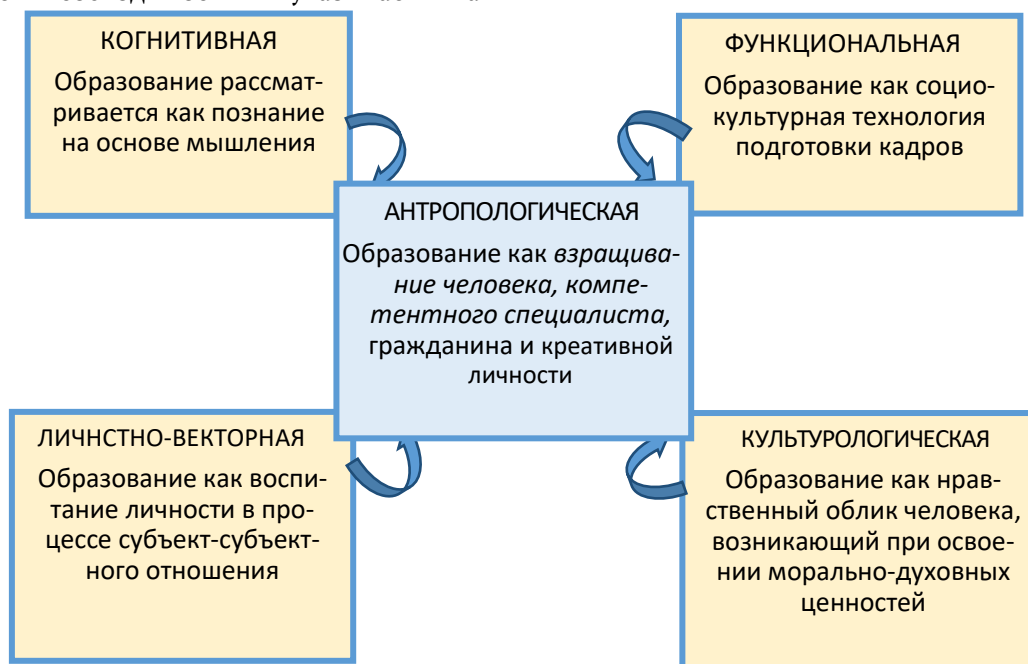 КОГНИТИВНАЯ
Образование рассмат-
ривается как познание
на основе мышления
ФУНКЦИОНАЛЬНАЯ
Образование как социо-
культурная технология
подготовки кадров
АНТРОПОЛОГИЧЕСКАЯ
Образование как взращива-
ние человека, компе-
тентного специалиста,
гражданина и креативной
личности
ЛИЧНСТНО-ВЕКТОРНАЯ
Образование как воспи-
тание личности в про-
цессе субъект-субъект-
ного отношения
КУЛЬТУРОЛОГИЧЕСКАЯ
Образование как нрав-
ственный облик человека,
возникающий при освое-
нии морально-духовных
ценностей